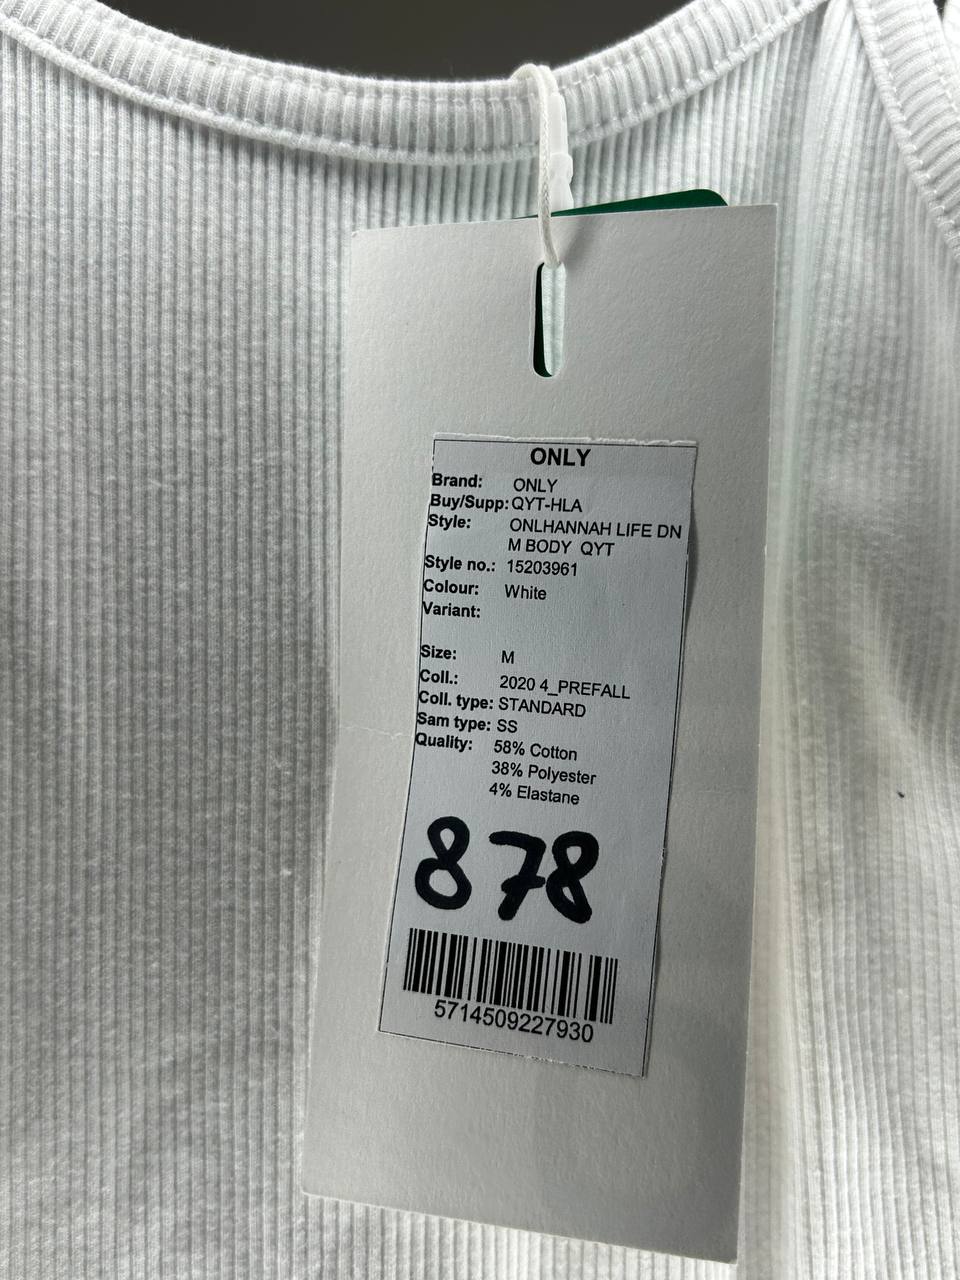 ONLY
Brand: ONLY
Buy/Supp: QYT-HLA
Style: ONLHANNAH LIFE DN
M BODY QYT
Style no.: 15203961
Colour: White
Variant:
Size: M
Coll.: 2020 4_PREFALL
Coll. type: STANDARD
Sam type: SS
Quality: 58% Cotton
38% Polyester
4% Elastane
878
5714509227930